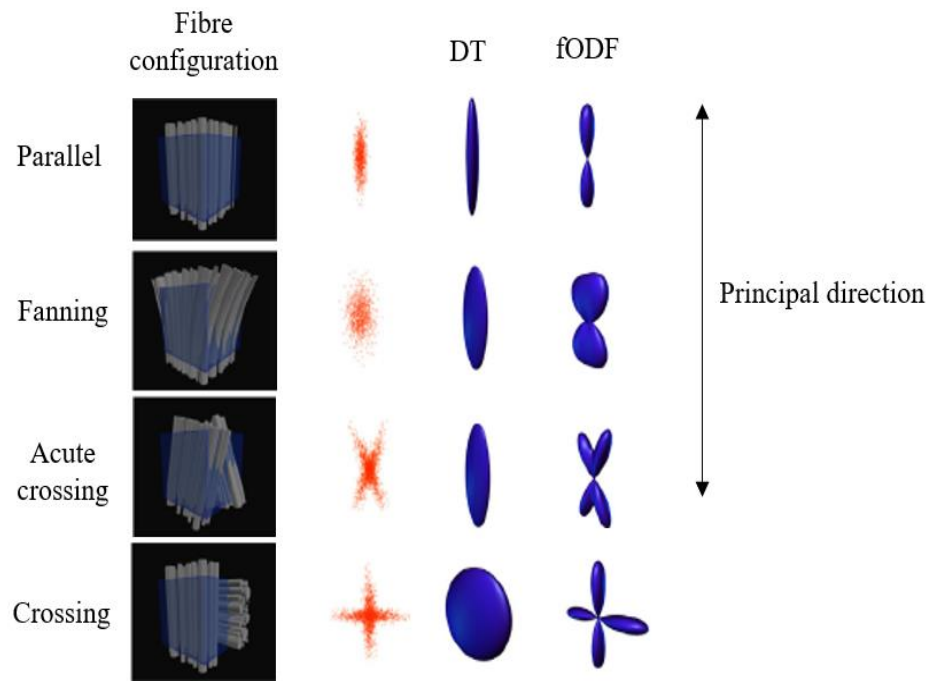 Fibre
configuration
DT
fODF
Parallel
Fanning
Principal direction
Acute
crossing
Crossing